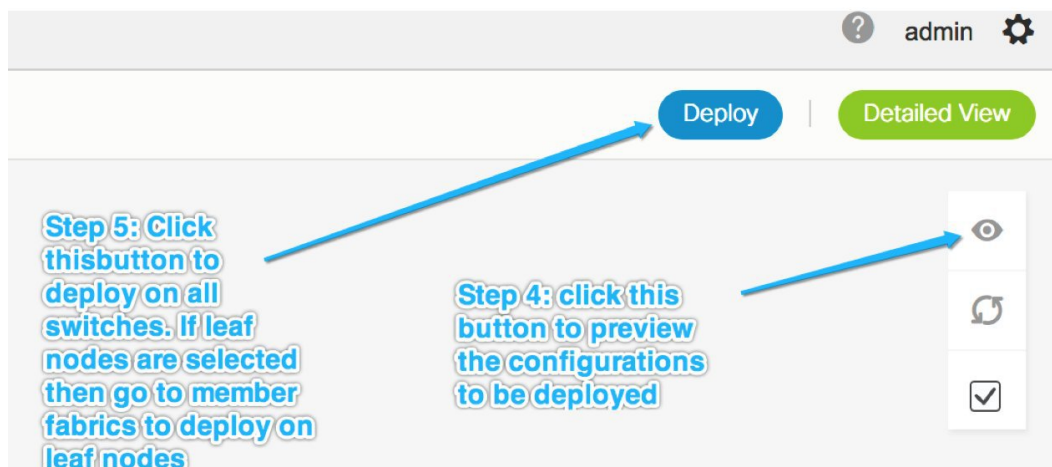 ?
admin
Deploy | Detailed View
Step 5: Click
thisbutton to
deploy on all
switches. If leaf
nodes are selected
then go to member
fabrics to deploy on
leaf nodes
Step 4: click this
button to preview
the configurations
to be deployed